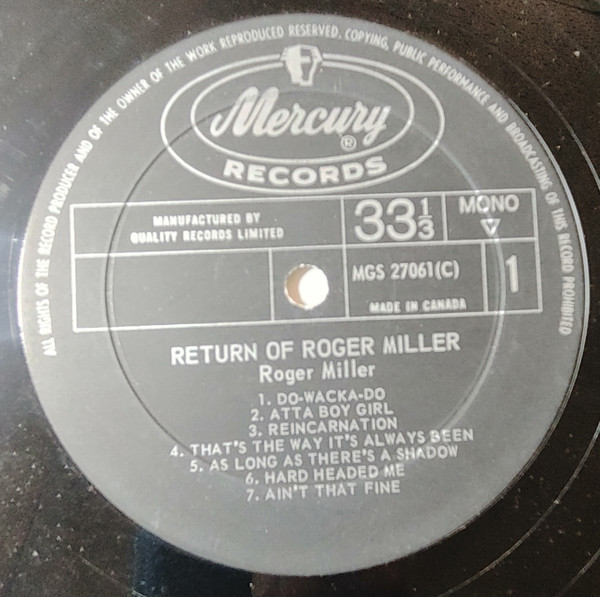 ALL RIGHTS OF THE RECORD PRODUCER AND OF THE OWNER OF THE WORK REPRODUCED RESERVED. COPYING, PUBLIC PERFORMANCE AND BROADCASTING OF THIS RECORD PROHIBITED
Mercury ®
RECORDS
MANUFACTURED BY
QUALITY RECORDS LIMITED
33 1/3
MONO
MGS 27061(C)
MADE IN CANADA
1
RETURN OF ROGER MILLER
Roger Miller
1. DO-WACKA-DO
2. ATTA BOY GIRL
3. REINCARNATION
4. THAT'S THE WAY IT'S ALWAYS BEEN
5. AS LONG AS THERE'S A SHADOW
6. HARD HEADED ME
7. AIN'T THAT FINE